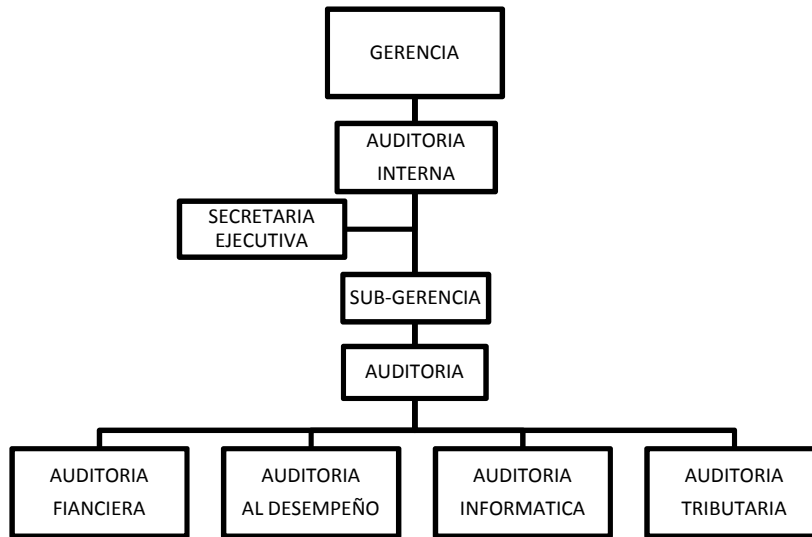 GERENCIA
AUDITORIA
INTERNA
SECRETARIA
EJECUTIVA
SUB-GERENCIA
AUDITORIA
AUDITORIA
FIANCIERA
AUDITORIA
AL DESEMPEÑO
AUDITORIA
INFORMATICA
AUDITORIA
TRIBUTARIA